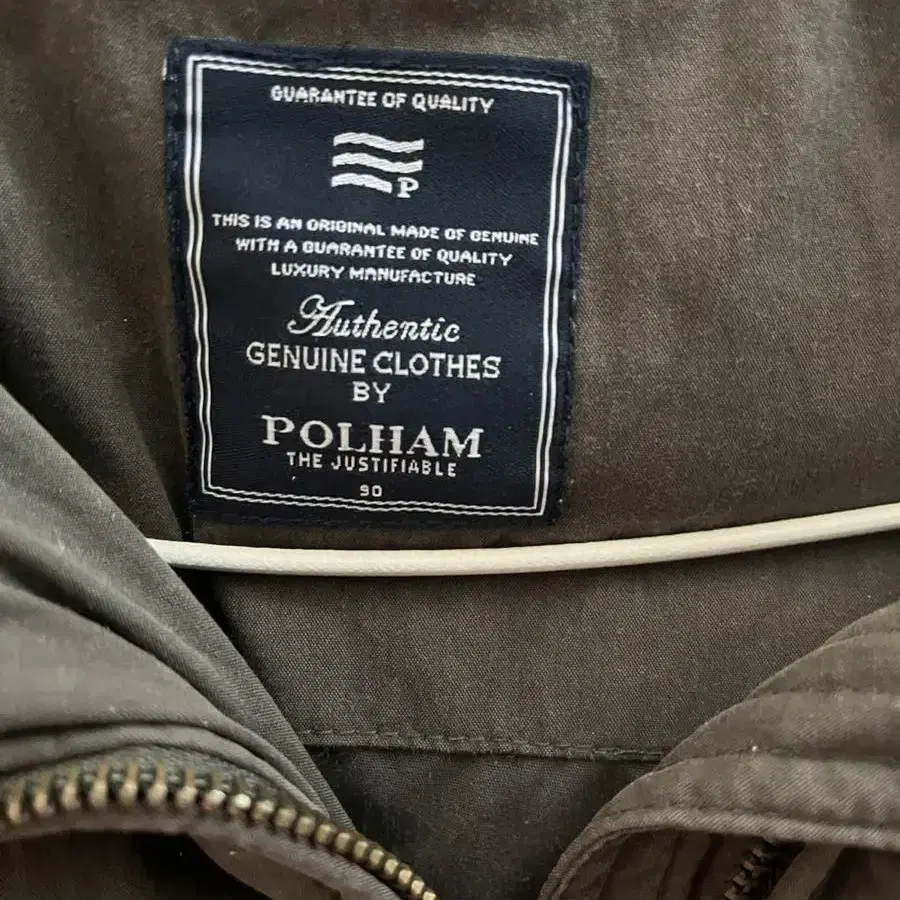 GUARANTEE OF QUALITY
P
THIS IS AN ORIGINAL MADE OF GENUINE
WITH A GUARANTEE OF QUALITY
LUXURY MANUFACTURE
Authentic
GENUINE CLOTHES
BY
POLHAM
THE JUSTIFIABLE
90